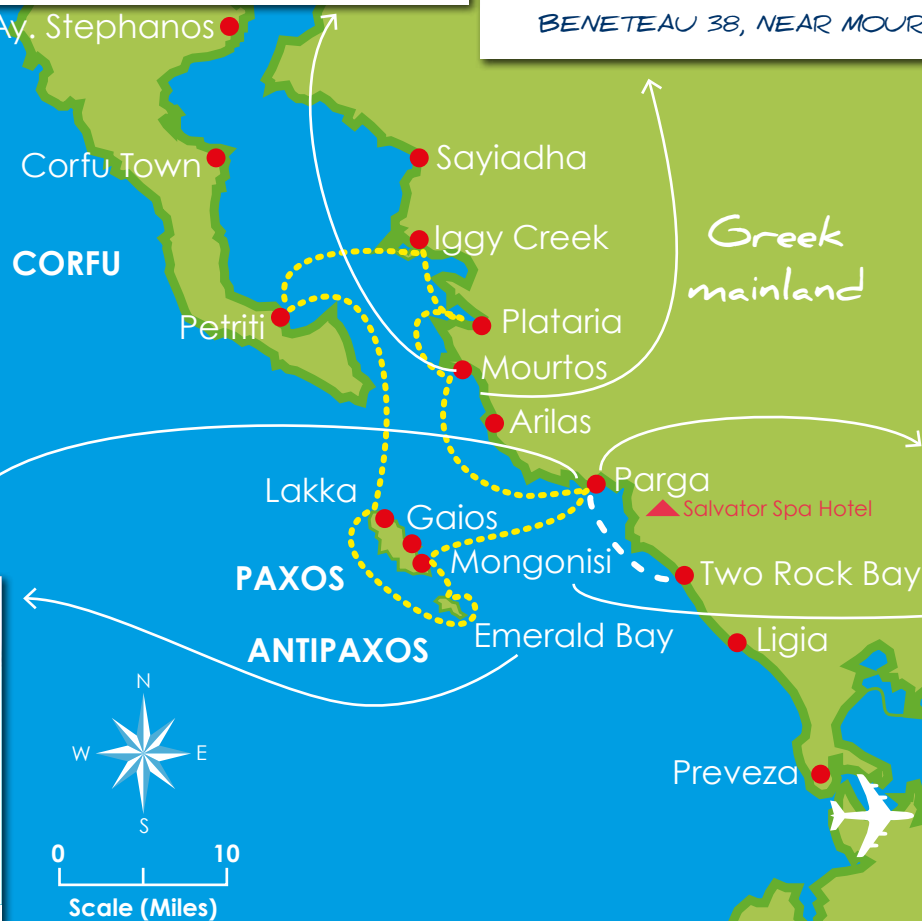 Ay. Stephanos
BENETEAU 38, NEAR
Corfu Town
Sayiadha
CORFU
Iggy Creek
Greek
mainland
Petriti
Plataria
Mourtos
Arilas
Lakka
Gaios
Parga
Salvator Spa Hotel
PAXOS
Mongonisi
Two Rock Bay
ANTIPAXOS
Emerald Bay
Ligia
N
W
E
S
Preveza
0
10
Scale (Miles)